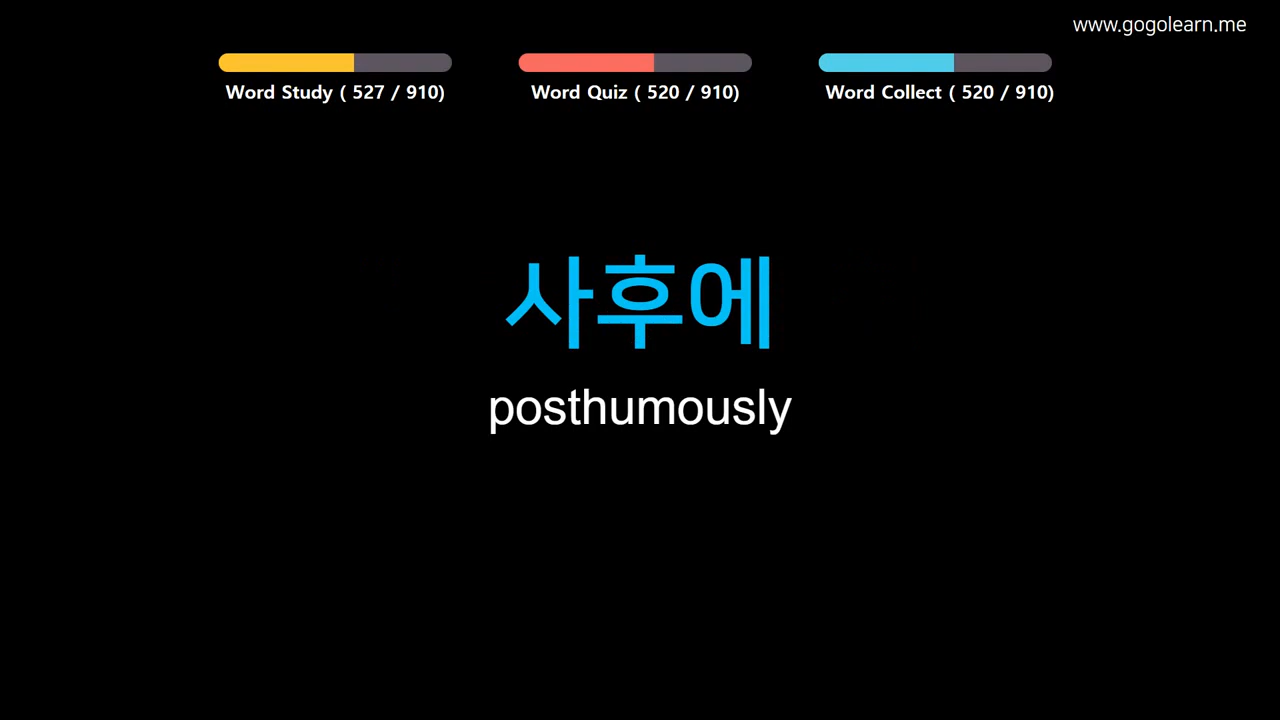 www.gogolearn.me
Word Study ( 527 / 910)
Word Quiz ( 520 / 910)
Word Collect ( 520 / 910)
사후에
posthumously